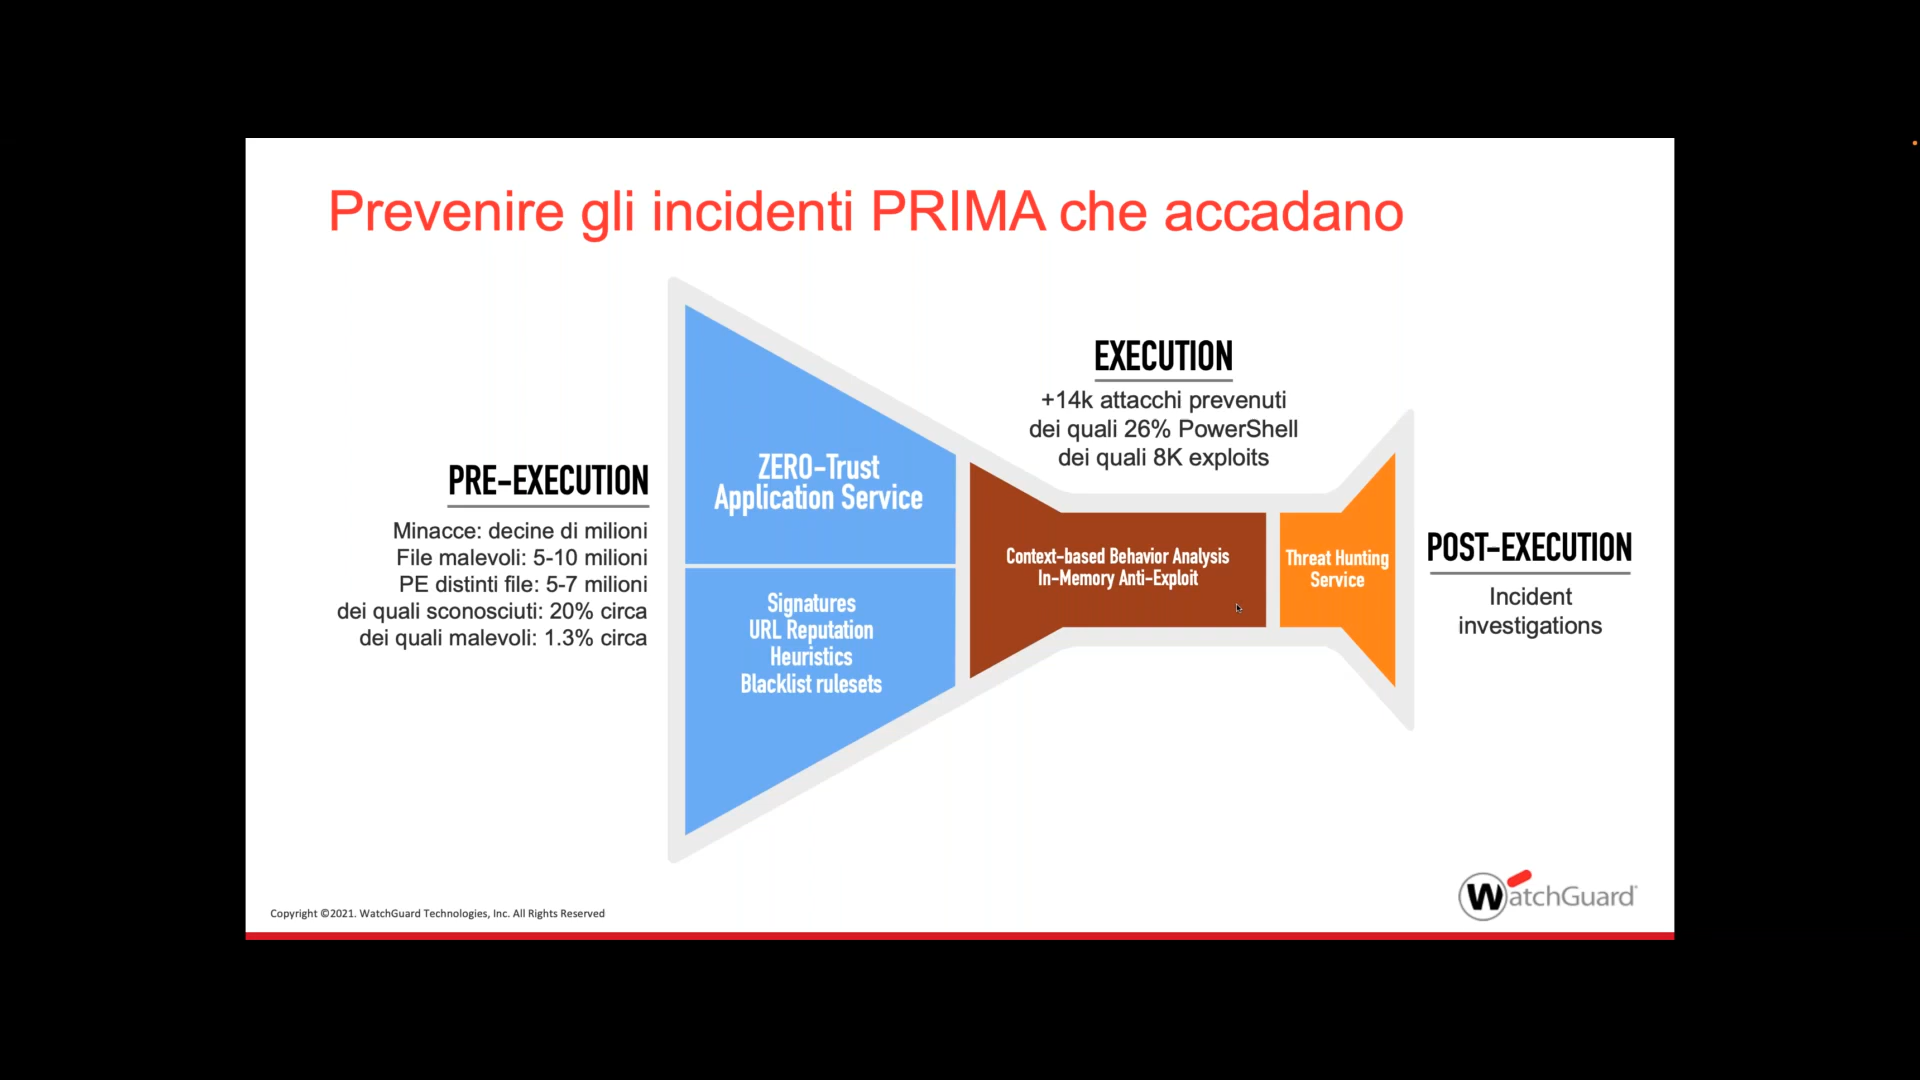 Prevenire gli incidenti PRIMA che accadano
PRE-EXECUTION
Minacce: decine di milioni
File malevoli: 5-10 milioni
PE distinti file: 5-7 milioni
dei quali sconosciuti: 20% circa
dei quali malevoli: 1.3% circa
ZERO-Trust
Application Service
Signatures
URL Reputation
Heuristics
Blacklist rulesets
EXECUTION
+14k attacchi prevenuti
dei quali 26% PowerShell
dei quali 8K exploits
Context-based Behavior Analysis
In-Memory Anti-Exploit
Threat Hunting
Service
POST-EXECUTION
Incident
investigations
Copyright ©2021. WatchGuard Technologies, Inc. All Rights Reserved
WatchGuard